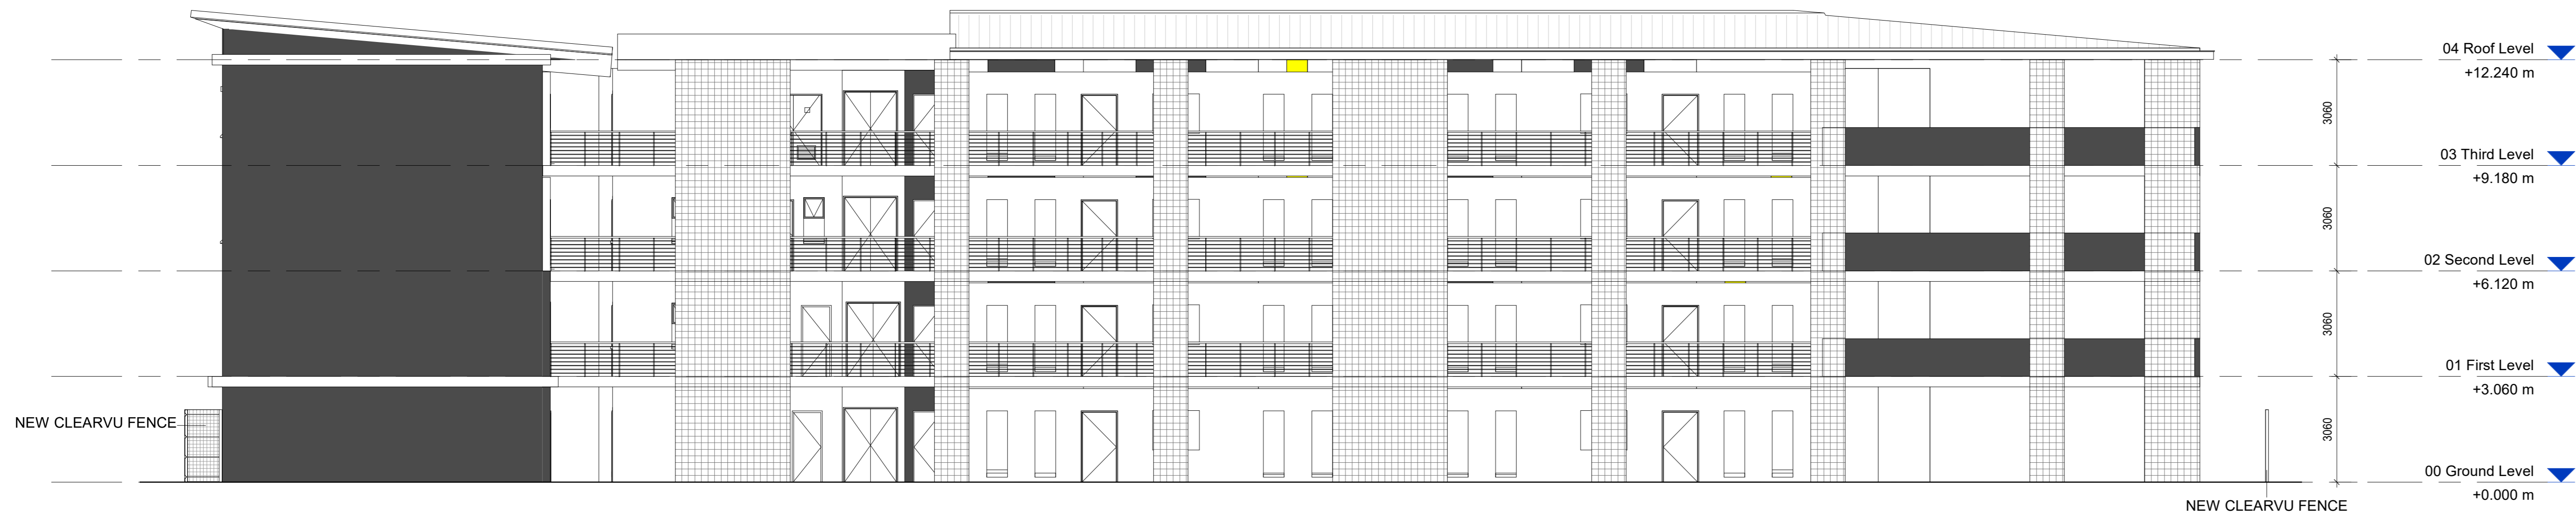 04 Roof Level
+12.240 m
3060
03 Third Level
+9.180 m
3060
02 Second Level
+6.120 m
3060
01 First Level
+3.060 m
NEW CLEARVU FENCE
3060
00 Ground Level
+0.000 m
NEW CLEARVU FENCE